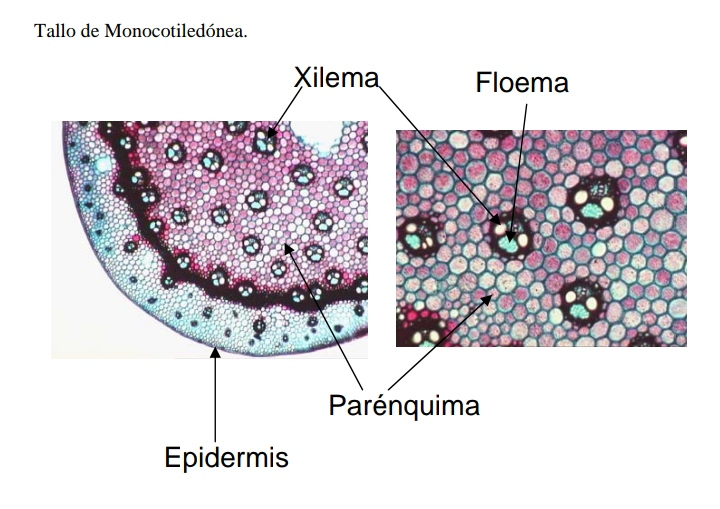 Tallo de Monocotiledónea.
Xilema
Floema
Parénquima
Epidermis